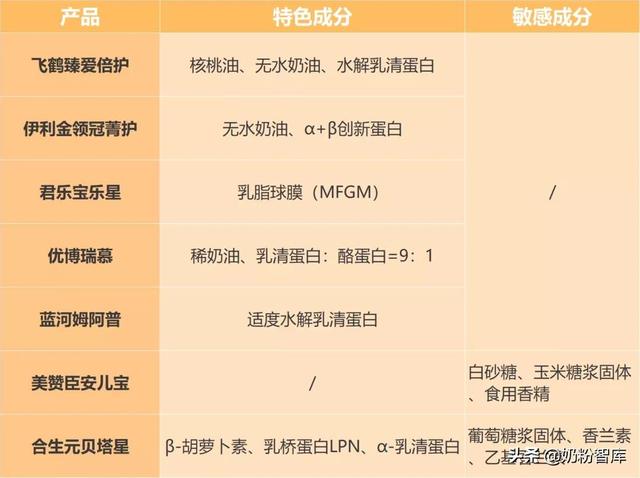 产品 特色成分 敏感成分
飞鹤臻爱倍护 核桃油、无水奶油、水解乳清蛋白
伊利金领冠菁护 无水奶油、α+β创新蛋白
君乐宝乐星 乳脂球膜（MFGM） /
优博瑞慕 稀奶油、乳清蛋白：酪蛋白=9：1
蓝河姆阿普 适度水解乳清蛋白
美赞臣安儿宝 / 白砂糖、玉米糖浆固体
、食用香精
合生元贝塔星 β-胡萝卜素、乳桥蛋白LPN、α-乳清蛋白 葡萄糖浆固体、香兰素
、乙基
头条@奶粉智库